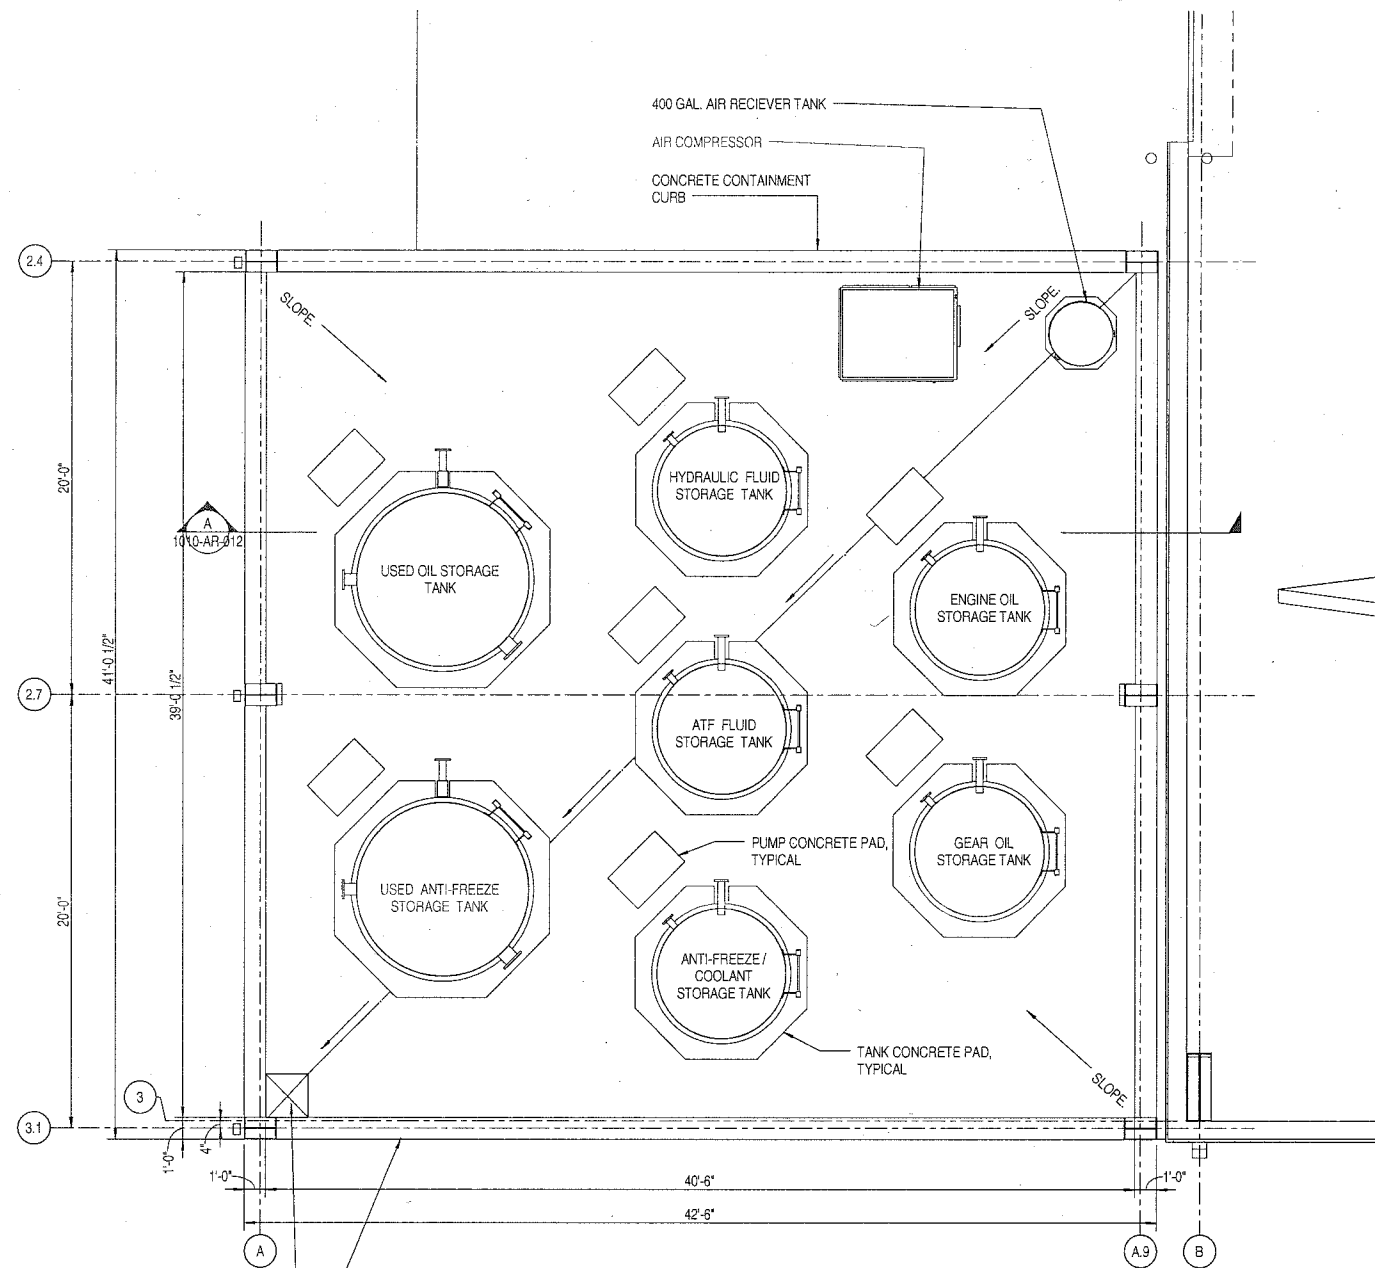 400 GAL. AIR RECIEVER TANK
AIR COMPRESSOR
CONCRETE CONTAINMENT
CURB
2.4
SLOPE.
SLOPE.
20'-0"
HYDRAULIC FLUID
STORAGE TANK
A
1010-AR-012
USED OIL STORAGE
TANK
ENGINE OIL
STORAGE TANK
41'-0 1/2"
39'-0 1/2"
2.7
ATF FLUID
STORAGE TANK
PUMP CONCRETE PAD,
TYPICAL
GEAR OIL
STORAGE TANK
USED ANTI-FREEZE
STORAGE TANK
20'-0"
ANTI-FREEZE /
COOLANT
STORAGE TANK
TANK CONCRETE PAD,
TYPICAL
SLOPE
3
3.1
1'-0"
4"
1'-0"
40'-6"
1'-0"
42'-6"
A
A.9
B